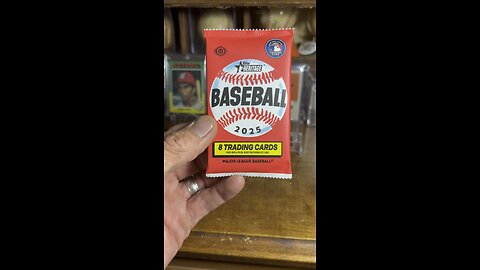 Topps
HERITAGE
BASEBALL
2025
8 TRADING CARDS
MAJOR LEAGUE BASEBALL®